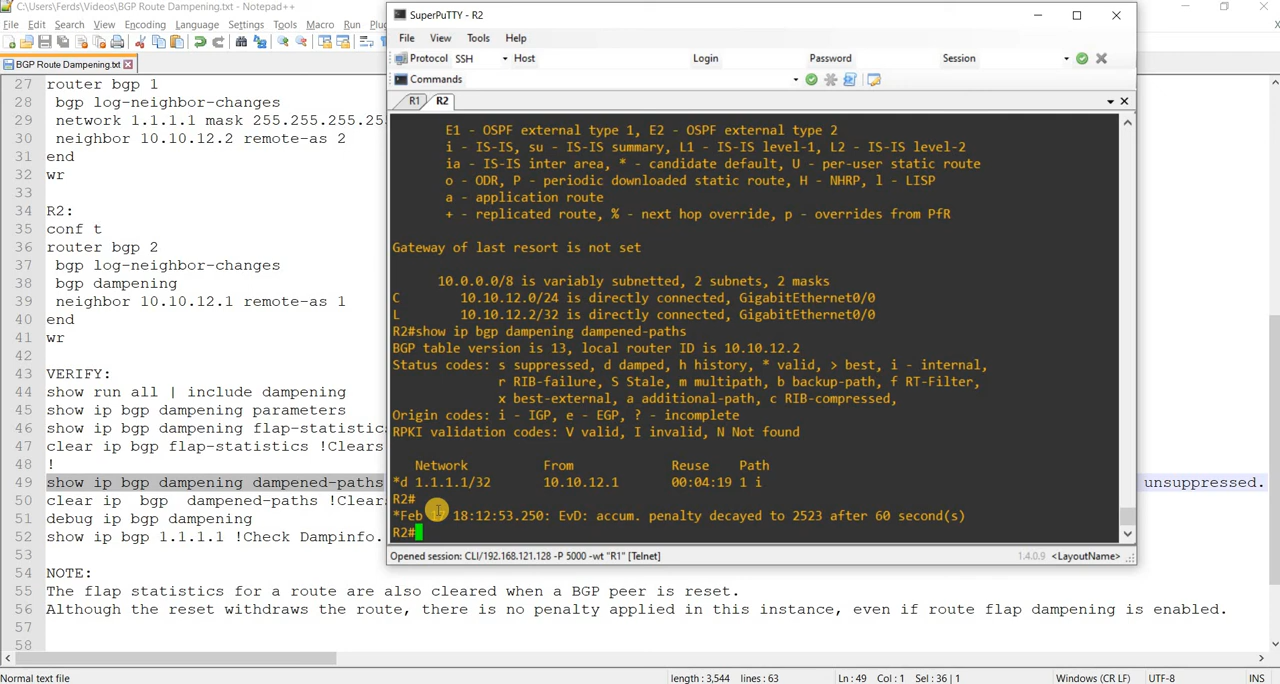 C:\Users\Ferds\Videos\BGP Route Dampening.txt - Notepad++
File Edit Search View Encoding Language Settings Tools Macro Run
BGP Route Dampening.txt
27 router bgp 1
28 bgp log-neighbor-changes
29 network 1.1.1.1 mask 255.255.255.25
30 neighbor 10.10.12.2 remote-as 2
31 end
32 wr
33
34 R2:
35 conf t
36 router bgp 2
37 bgp log-neighbor-changes
38 bgp dampening
39 neighbor 10.10.12.1 remote-as 1
40 end
41 wr
42
43 VERIFY:
44 show run all | include dampening
45 show ip bgp dampening parameters
46 show ip bgp dampening flap-statistic
47 clear ip bgp flap-statistics !Clears
48 !
49 show ip bgp dampening dampened-paths unsuppressed.
50 clear ip bgp dampened-paths !Clear
51 debug ip bgp dampening
52 show ip bgp 1.1.1.1 !Check Dampinfo.
53
54 NOTE:
55 The flap statistics for a route are also cleared when a BGP peer is reset.
56 Although the reset withdraws the route, there is no penalty applied in this instance, even if route flap dampening is enabled.
57
58
Normal text file length : 3,544 lines : 63 Ln : 49 Col : 1 Sel : 36 | 1 Windows (CR LF) UTF-8 INS
SuperPuTTY - R2
File View Tools Help
Protocol SSH Host Login Password Session
Commands
R1 R2
E1 - OSPF external type 1, E2 - OSPF external type 2
i - IS-IS, su - IS-IS summary, L1 - IS-IS level-1, L2 - IS-IS level-2
ia - IS-IS inter area, * - candidate default, U - per-user static route
o - ODR, P - periodic downloaded static route, H - NHRP, l - LISP
a - application route
+ - replicated route, % - next hop override, p - overrides from PfR
Gateway of last resort is not set
10.0.0.0/8 is variably subnetted, 2 subnets, 2 masks
C 10.10.12.0/24 is directly connected, GigabitEthernet0/0
L 10.10.12.2/32 is directly connected, GigabitEthernet0/0
R2#show ip bgp dampening dampened-paths
BGP table version is 13, local router ID is 10.10.12.2
Status codes: s suppressed, d damped, h history, * valid, > best, i - internal,
r RIB-failure, S Stale, m multipath, b backup-path, f RT-Filter,
x best-external, a additional-path, c RIB-compressed,
Origin codes: i - IGP, e - EGP, ? - incomplete
RPKI validation codes: V valid, I invalid, N Not found
Network From Reuse Path
*d 1.1.1.1/32 10.10.12.1 00:04:19 1 i
R2#
*Feb 18:12:53.250: EvD: accum. penalty decayed to 2523 after 60 second(s)
R2#
Opened session: CLI/192.168.121.128 -P 5000 -wt "R1" [Telnet] 1.4.0.9 <LayoutName>